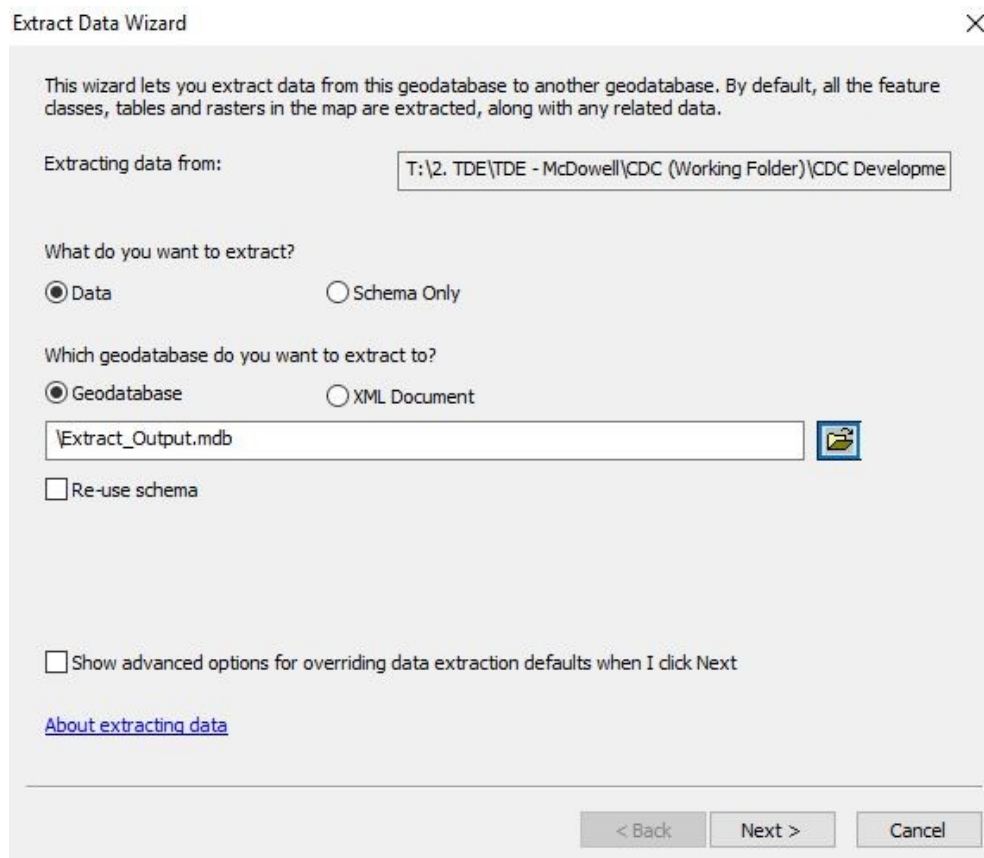 Extract Data Wizard
This wizard lets you extract data from this geodatabase to another geodatabase. By default, all the feature
classes, tables and rasters in the map are extracted, along with any related data.
Extracting data from: T:\2. TDE\TDE - McDowell\CDC (Working Folder)\CDC Developme
What do you want to extract?
Data Schema Only
Which geodatabase do you want to extract to?
Geodatabase XML Document
\Extract_Output.mdb
Re-use schema
Show advanced options for overriding data extraction defaults when I click Next
About extracting data
< Back Next > Cancel